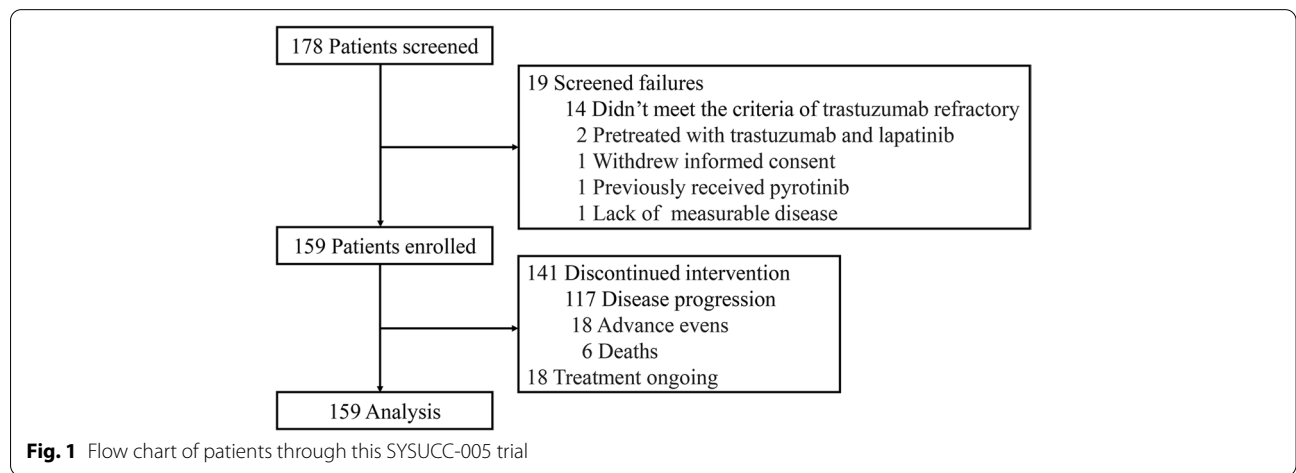 178 Patients screened
19 Screened failures
14 Didn't meet the criteria of trastuzumab refractory
2 Pretreated with trastuzumab and lapatinib
1 Withdrew informed consent
1 Previously received pyrotinib
1 Lack of measurable disease
159 Patients enrolled
141 Discontinued intervention
117 Disease progression
18 Advance evens
6 Deaths
18 Treatment ongoing
159 Analysis
Fig. 1 Flow chart of patients through this SYSUCC-005 trial